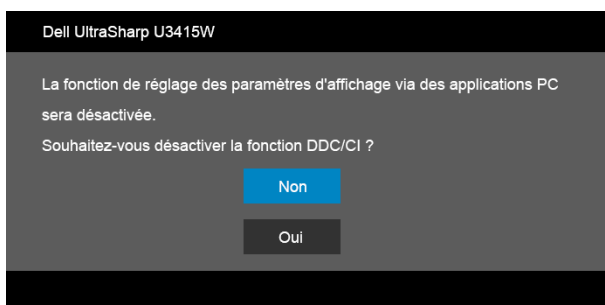 Dell UltraSharp U3415W
La fonction de réglage des paramètres d'affichage via des applications PC
sera désactivée.
Souhaitez-vous désactiver la fonction DDC/CI ?
Non
Oui